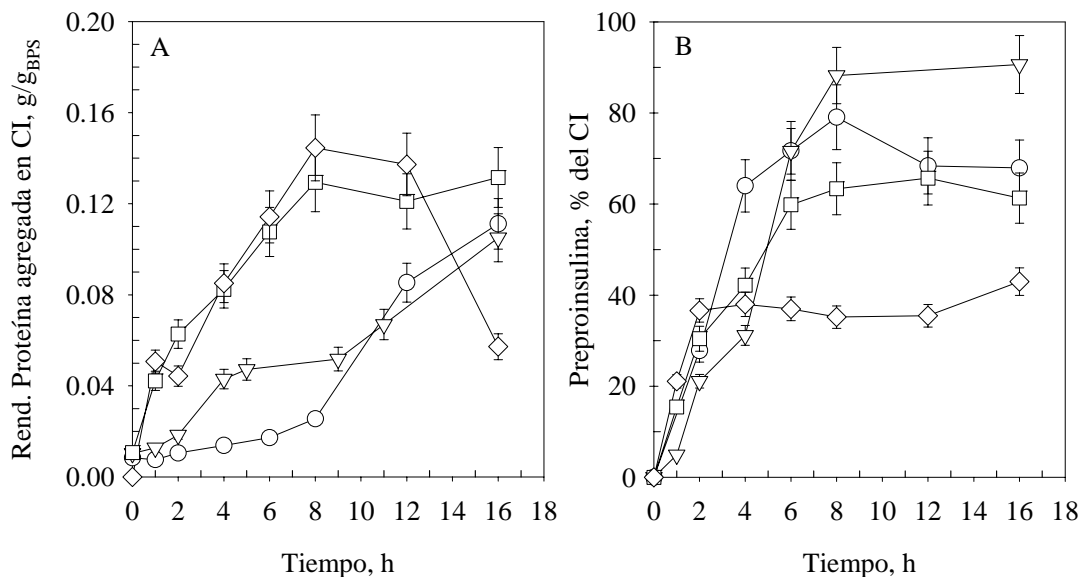 A
Rend. Proteína agregada en CI, g/gBPS
0.20
0.16
0.12
0.08
0.04
0.00
0 2 4 6 8 10 12 14 16 18
Tiempo, h
B
Preproinsulina, % del CI
100
80
60
40
20
0
0 2 4 6 8 10 12 14 16 18
Tiempo, h